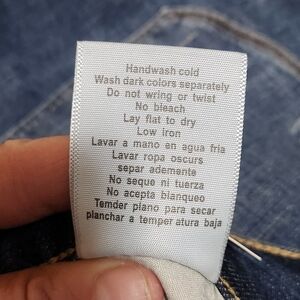 Handwash cold
Wash dark colors separately
Do not wring or twist
No bleach
Lay flat to dry
Low iron
Lavar a mano en agua fria
Lavar ropa oscurs
separ ademente
No seque ni tuerza
No acepta blanqueo
Temder plano para secar
planchar a temper atura baja